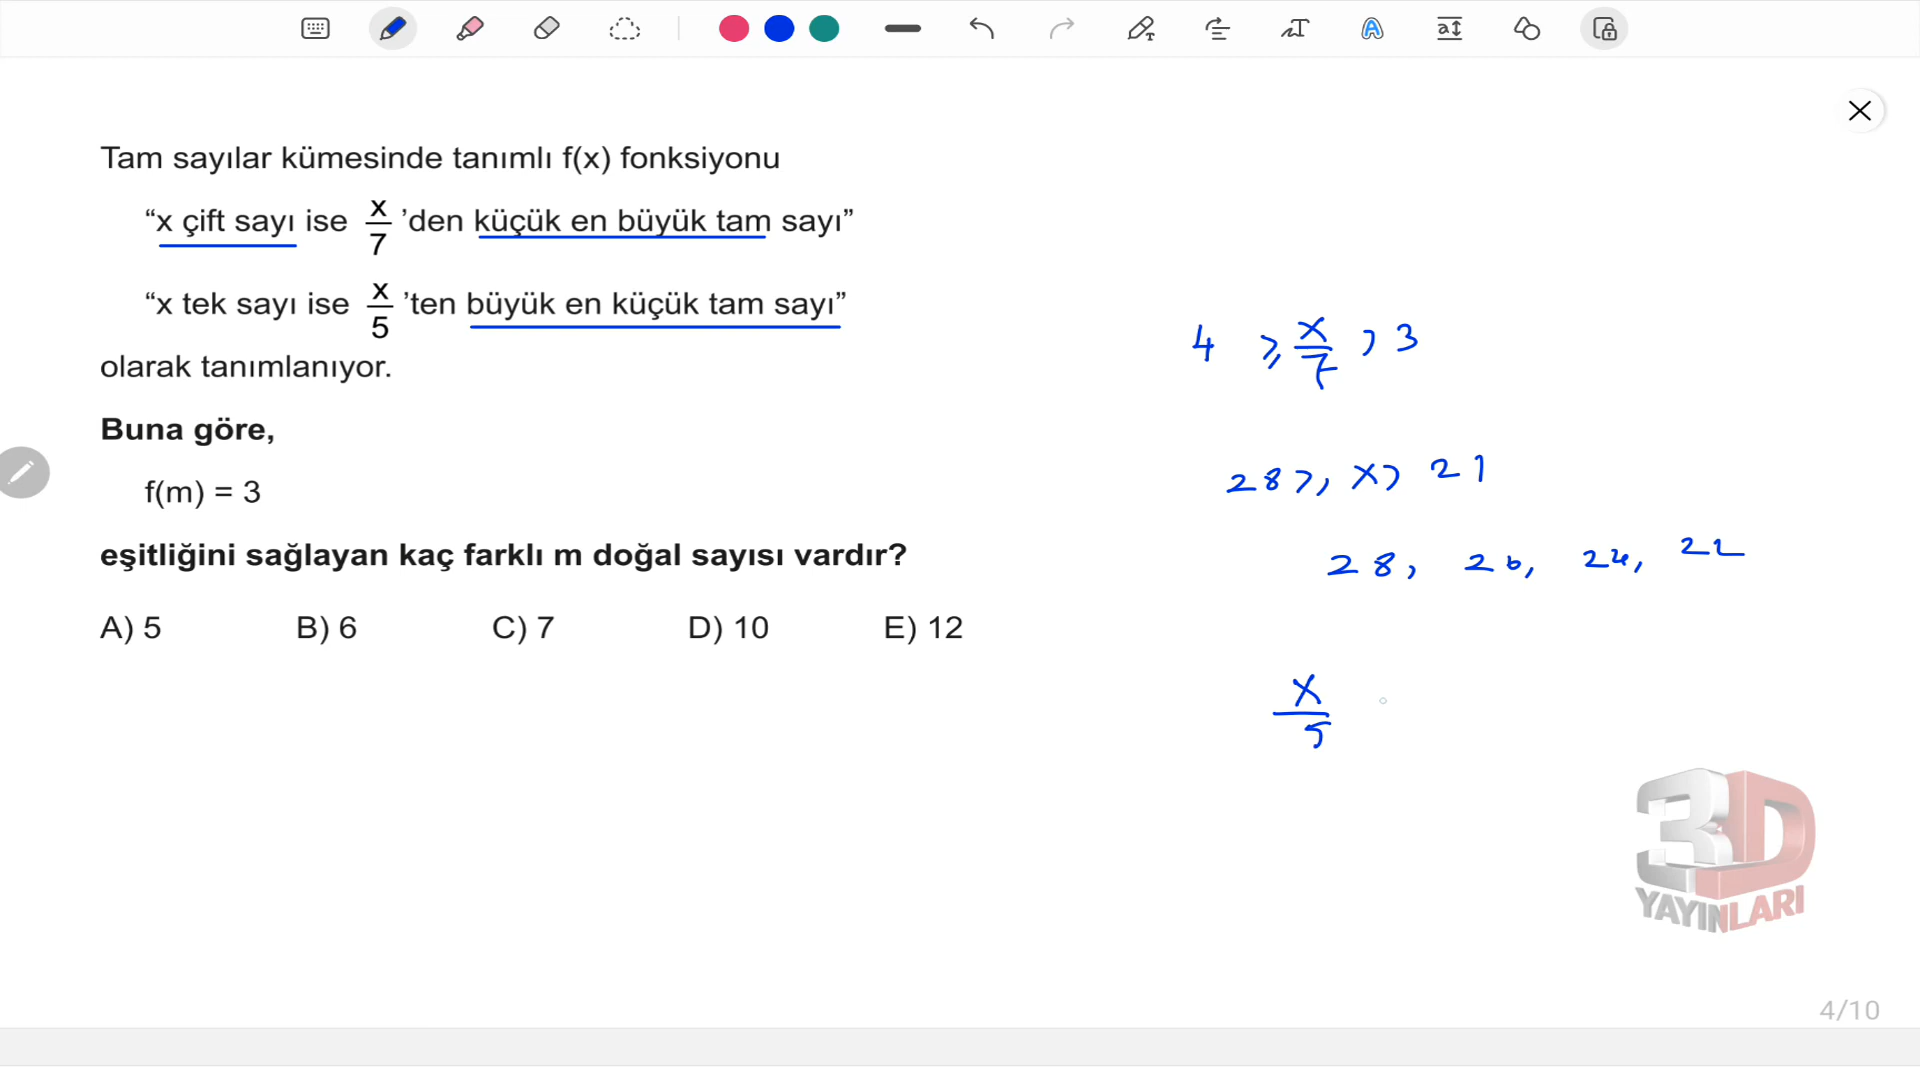 Tam sayılar kümesinde tanımlı f(x) fonksiyonu
“x çift sayı ise x/7 ’den küçük en büyük tam sayı”
“x tek sayı ise x/5 ’ten büyük en küçük tam sayı”
olarak tanımlanıyor.
Buna göre,
f(m) = 3
eşitliğini sağlayan kaç farklı m doğal sayısı vardır?
A) 5 B) 6 C) 7 D) 10 E) 12
4 ⩾ x/7 > 3
28 ⩾ x > 21
28, 26, 24, 22
x/5
3D
YAYINLARI
4/10